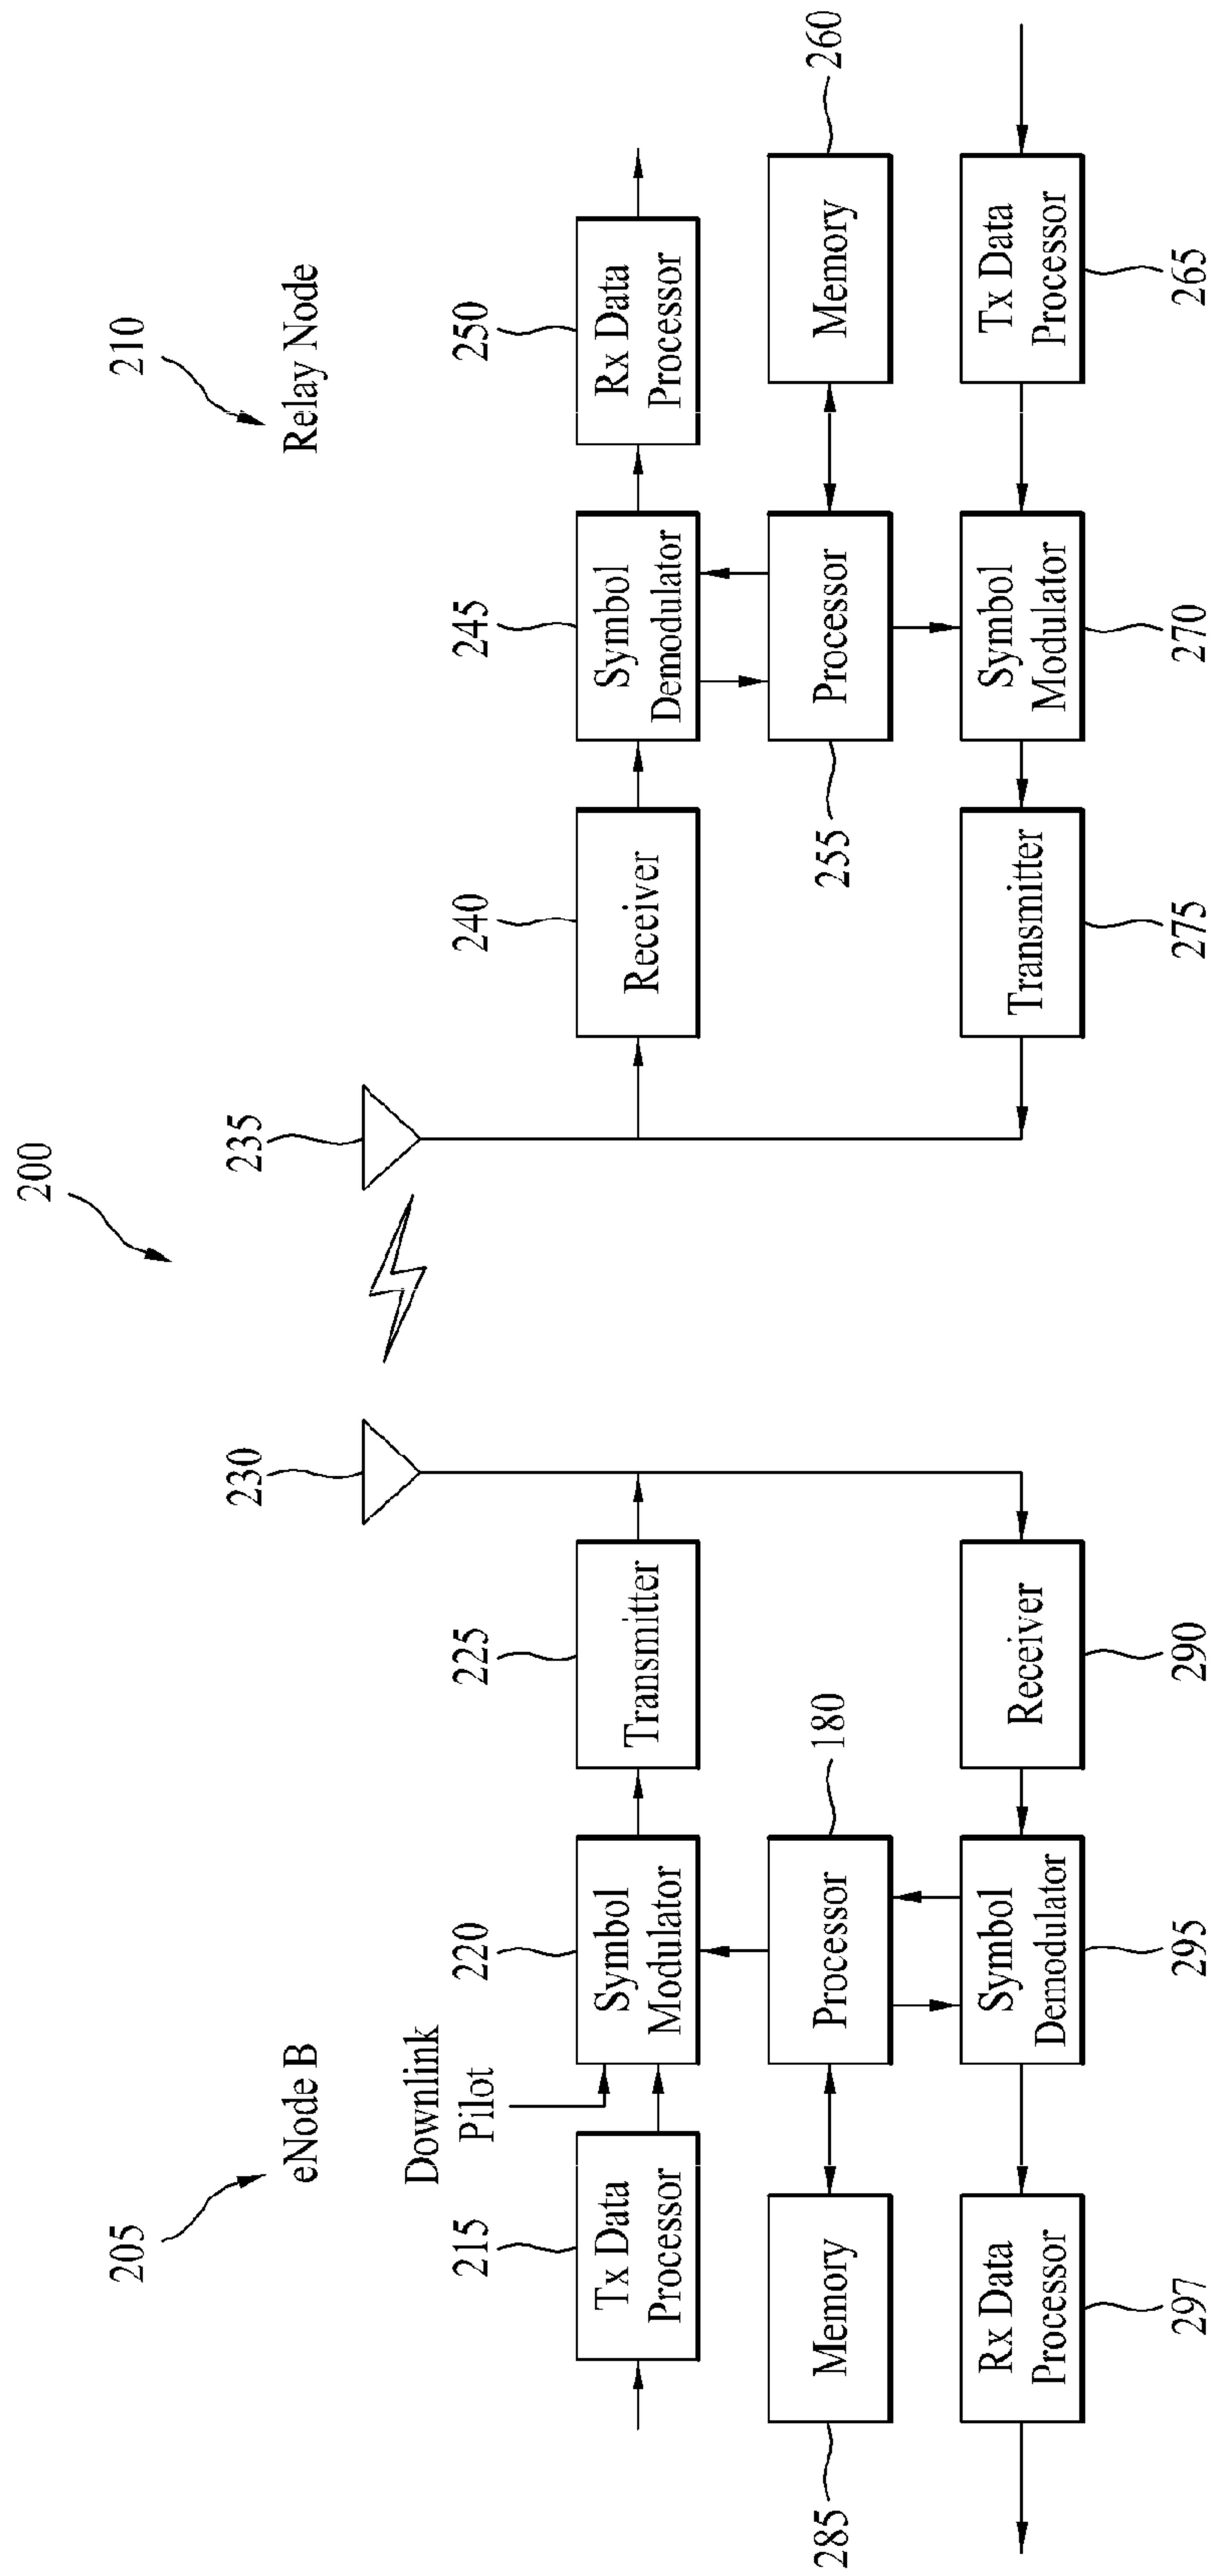 200
205
eNode B
210
Relay Node
230
235
Downlink
Pilot
215
Tx Data
Processor
220
Symbol
Modulator
225
Transmitter
240
Receiver
245
Symbol
Demodulator
250
Rx Data
Processor
285
Memory
180
Processor
255
Processor
260
Memory
297
Rx Data
Processor
295
Symbol
Demodulator
290
Receiver
275
Transmitter
270
Symbol
Modulator
265
Tx Data
Processor